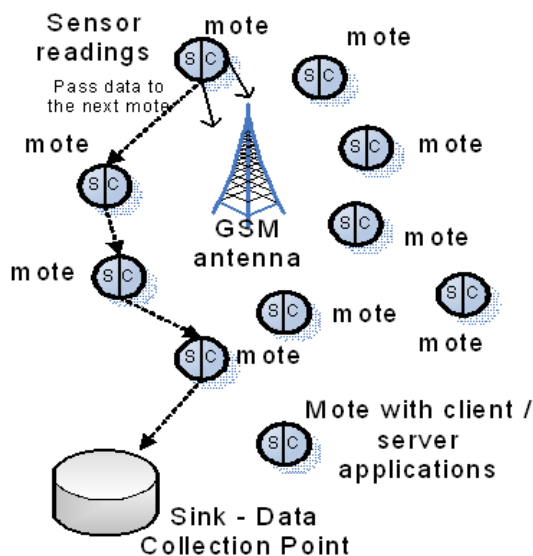 Sensor
readings
mote
mote
Pass data to
the next mote
S C
S C
mote
S C
mote
mote
S C
GSM
antenna
S C
mote
mote
S C
S C
mote
S C
mote
mote
S C
Mote with client /
server
applications
S C
Sink - Data
Collection Point